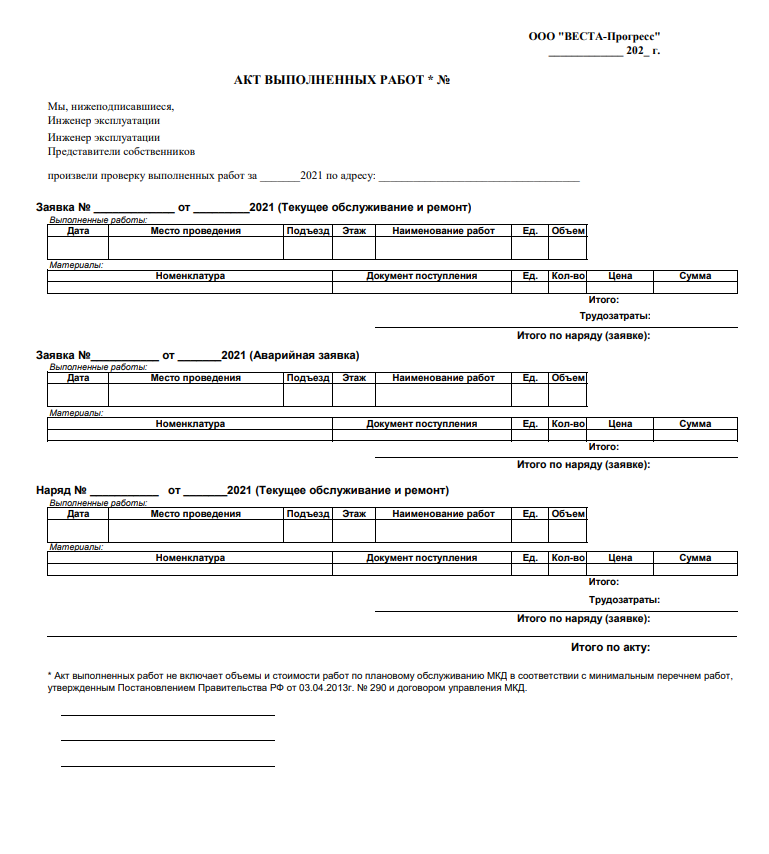 ООО "ВЕСТА-Прогресс"
______________ 202_ г.
АКТ ВЫПОЛНЕННЫХ РАБОТ * №
Мы, нижеподписавшиеся,
Инженер эксплуатации
Инженер эксплуатации
Представители собственников
произвели проверку выполненных работ за _______2021 по адресу: ____________________________________
Заявка № _____________ от _________2021 (Текущее обслуживание и ремонт)
Выполненные работы:
Дата Место проведения Подъезд Этаж Наименование работ Ед. Объем
Материалы:
Номенклатура Документ поступления Ед. Кол-во Цена Сумма
Итого:
Трудозатраты:
Итого по наряду (заявке):
Заявка №___________ от _______2021 (Аварийная заявка)
Выполненные работы:
Дата Место проведения Подъезд Этаж Наименование работ Ед. Объем
Материалы:
Номенклатура Документ поступления Ед. Кол-во Цена Сумма
Итого:
Итого по наряду (заявке):
Наряд № ___________ от _______2021 (Текущее обслуживание и ремонт)
Выполненные работы:
Дата Место проведения Подъезд Этаж Наименование работ Ед. Объем
Материалы:
Номенклатура Документ поступления Ед. Кол-во Цена Сумма
Итого:
Трудозатраты:
Итого по наряду (заявке):
Итого по акту:
* Акт выполненных работ не включает объемы и стоимости работ по плановому обслуживанию МКД в соответствии с минимальным перечнем работ,
утвержденным Постановлением Правительства РФ от 03.04.2013г. № 290 и договором управления МКД.